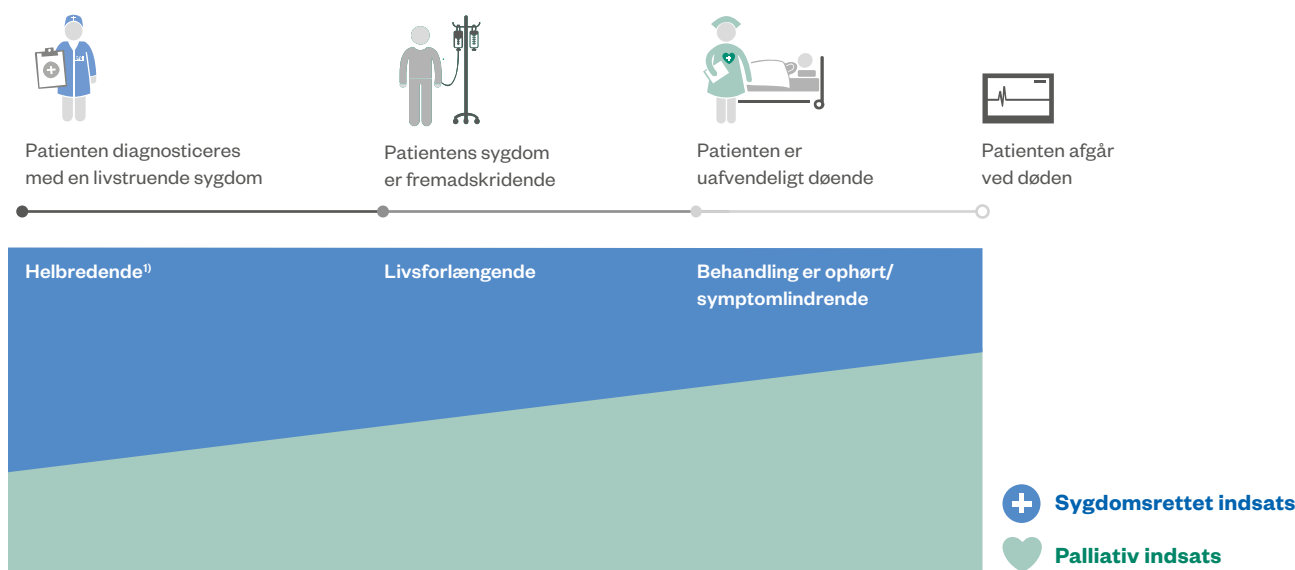 Patienten diagnosticeres
med en livstruende sygdom
Patientens sygdom
er fremadskridende
Patienten er
uafvendeligt døende
Patienten afgår
ved døden
Helbredende¹⁾
Livsforlængende
Behandling er ophørt/
symptomlindrende
Sygdomsrettet indsats
Palliativ indsats